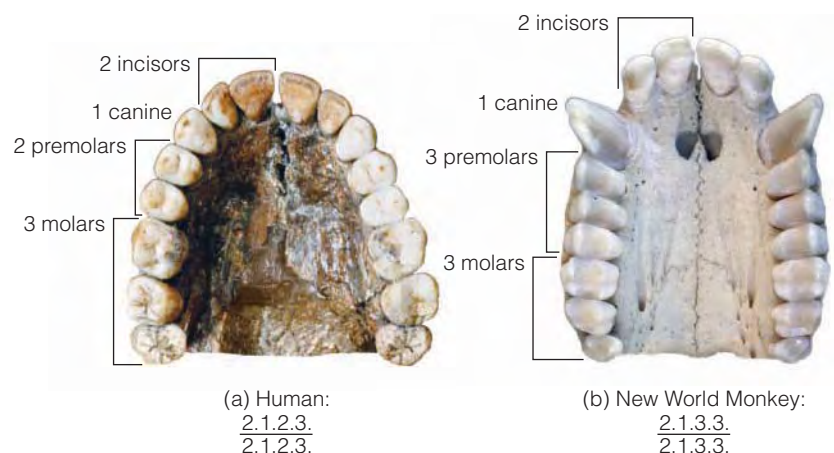 2 incisors
1 canine
2 premolars
3 molars
(a) Human:
2.1.2.3.
2.1.2.3.
2 incisors
1 canine
3 premolars
3 molars
(b) New World Monkey:
2.1.3.3.
2.1.3.3.